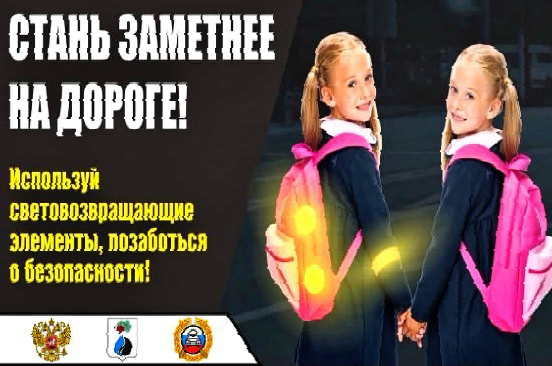 СТАНЬ ЗАМЕТНЕЕ
НА ДОРОГЕ!
Используй
световозвращающие
элементы, позаботься
о безопасности!